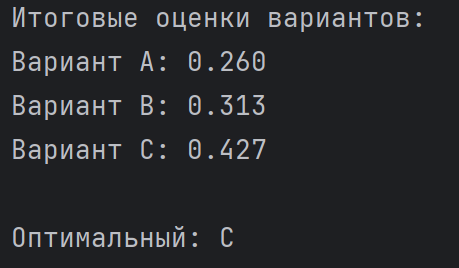 Итоговые оценки вариантов:
Вариант A: 0.260
Вариант B: 0.313
Вариант C: 0.427
Оптимальный: C